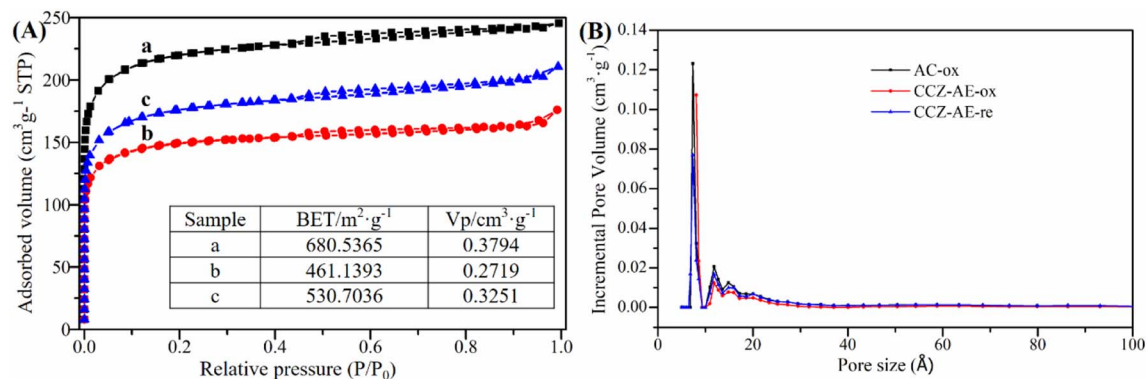 (A)
250
200
150
100
50
0
Adsorbed volume (cm³g-¹ STP)
a
c
b
Sample BET/m²·g⁻¹ Vp/cm³·g⁻¹
a 680.5365 0.3794
b 461.1393 0.2719
c 530.7036 0.3251
0.0 0.2 0.4 0.6 0.8 1.0
Relative pressure (P/P₀)
(B)
0.14
0.12
0.10
0.08
0.06
0.04
0.02
0.00
Incremental Pore Volume (cm³·g⁻¹)
AC-ox
CCZ-AE-ox
CCZ-AE-re
0 20 40 60 80 100
Pore size (Å)